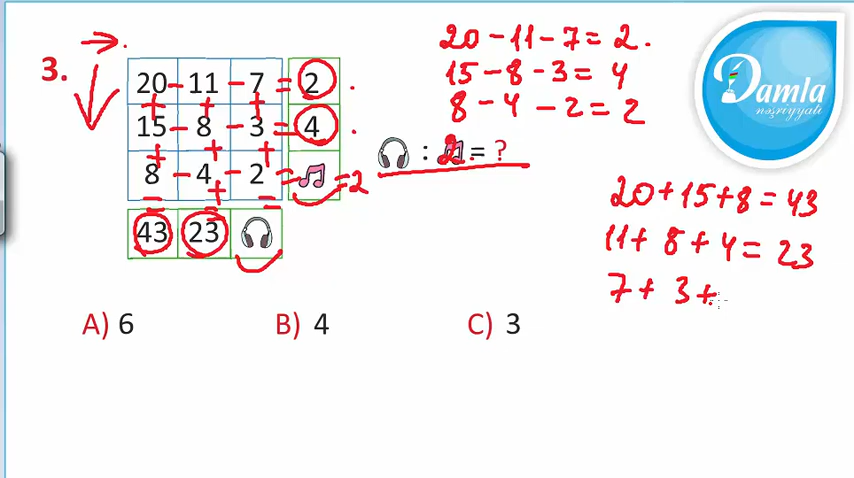 3.
20 - 11 - 7 = 2 .
15 - 8 - 3 = 4 .
8 - 4 - 2 = = 2
43 23
+ + +
+ + +
= = =
20 - 11 - 7 = 2 .
15 - 8 - 3 = 4
8 - 4 - 2 = 2
: 2 . = ?
20 + 15 + 8 = 43
11 + 8 + 4 = 23
7 + 3 +
A) 6
B) 4
C) 3
Damla
nəşriyyatı